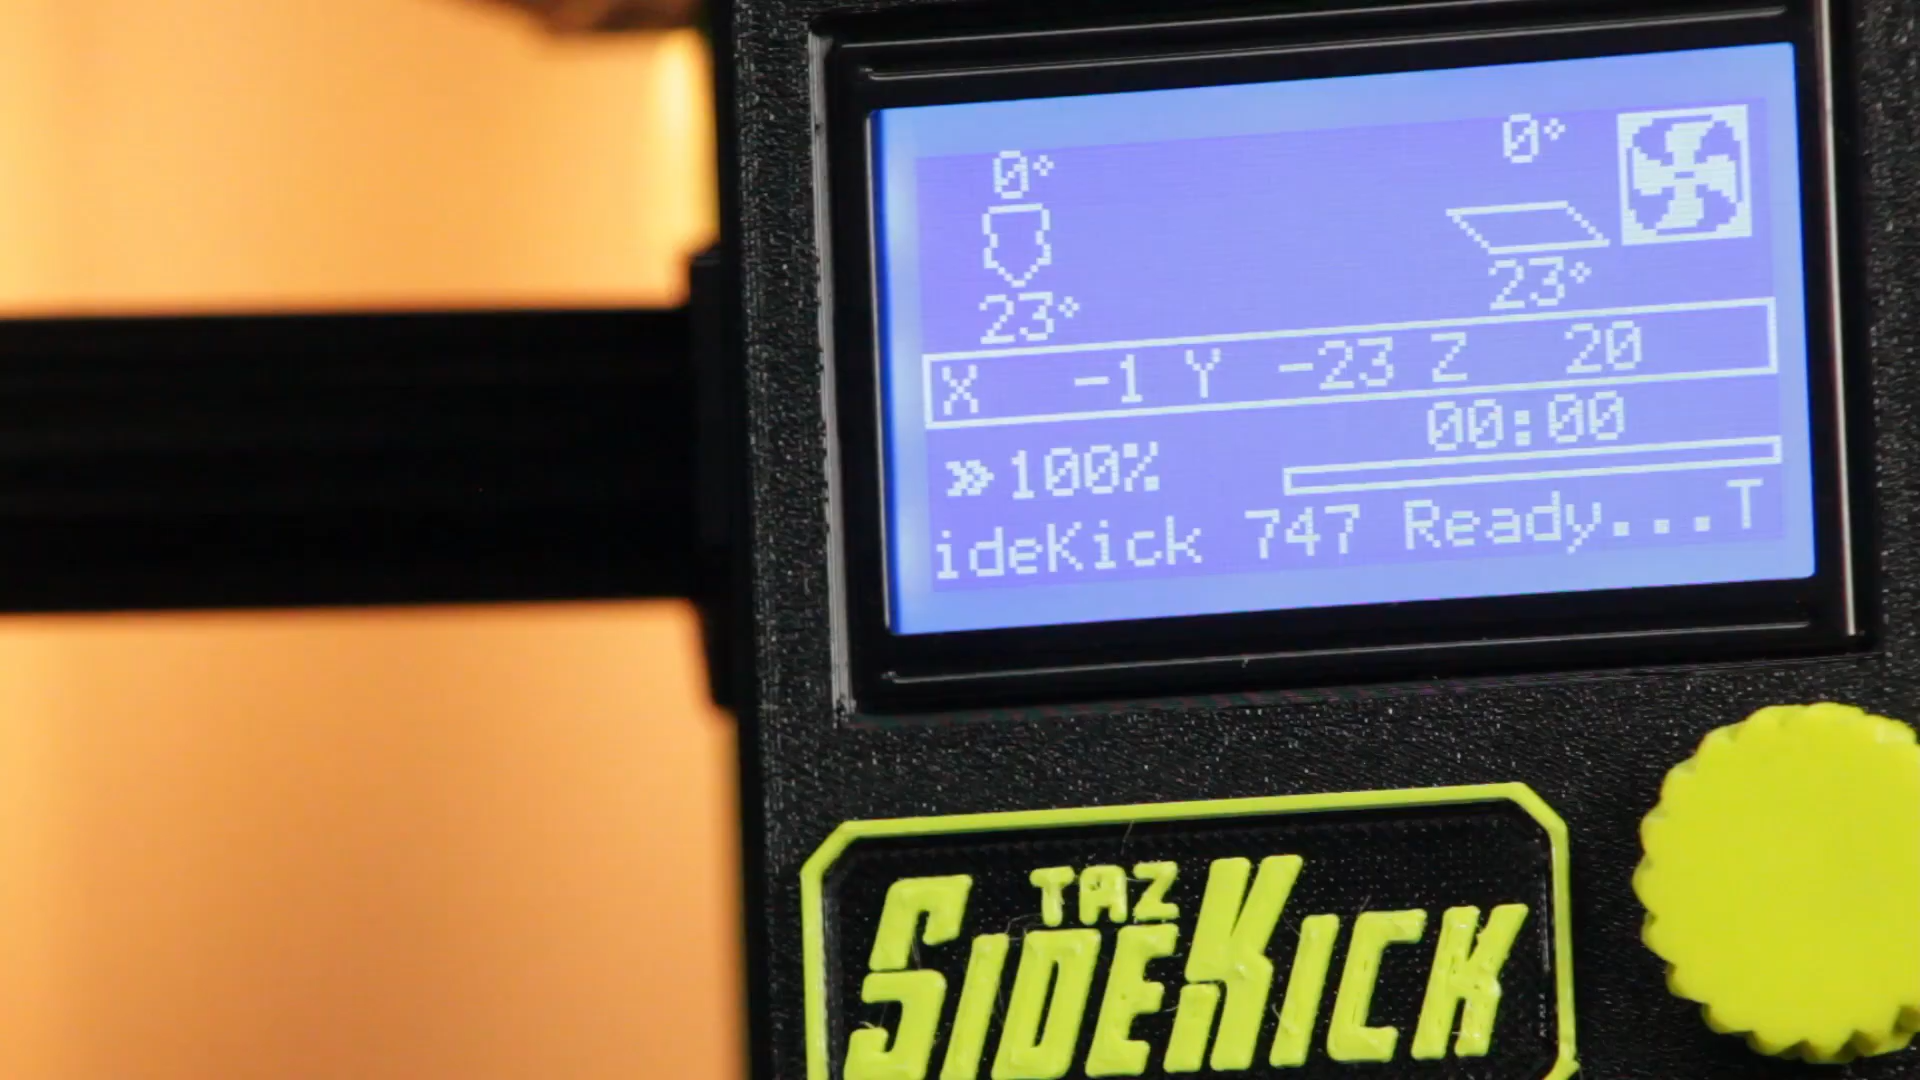 0° 0°
23° 23°
X -1 Y -23 Z 20
00:00
»100%
ideKick 747 Ready...T
TAZ
SIDEKICK